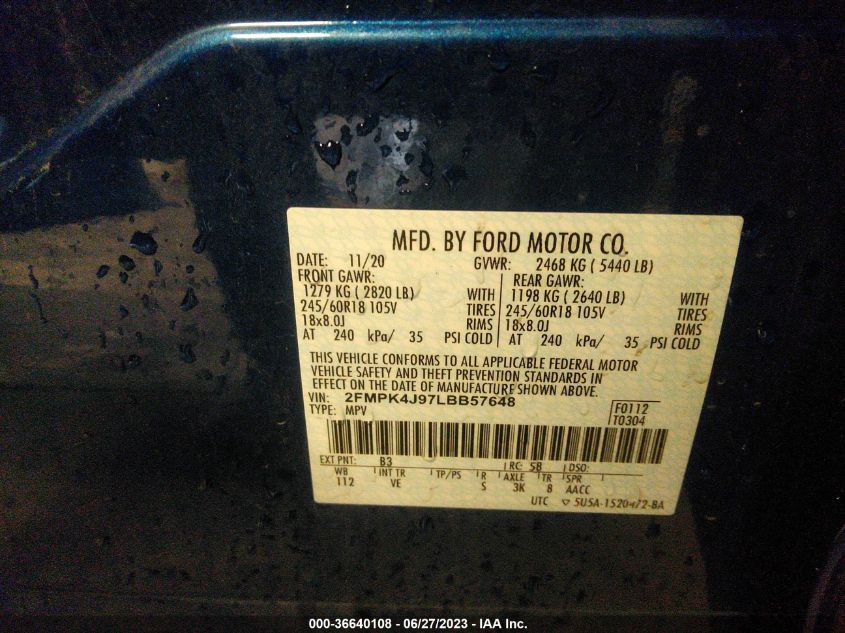 MFD. BY FORD MOTOR CO.
DATE: 11/20 GVWR: 2468 KG ( 5440 LB)
FRONT GAWR: REAR GAWR:
1279 KG ( 2820 LB) WITH 1198 KG ( 2640 LB) WITH
245/60R18 105V TIRES 245/60R18 105V TIRES
18x8.0J RIMS 18x8.0J RIMS
AT 240 kPa/ 35 PSI COLD AT 240 kPa/ 35 PSI COLD
THIS VEHICLE CONFORMS TO ALL APPLICABLE FEDERAL MOTOR
VEHICLE SAFETY AND THEFT PREVENTION STANDARDS IN
EFFECT ON THE DATE OF MANUFACTURE SHOWN ABOVE.
VIN: 2FMPK4J97LBB57648 F0112
TYPE: MPV T0304
EXT PNT: B3 RC: 58 DSO:
WB INT TR TP/PS R AXLE TR SPR
112 VE S 3K 8 AACC
UTC 5U5A-1520472-BA
000-36640108 - 06/27/2023 - IAA Inc.